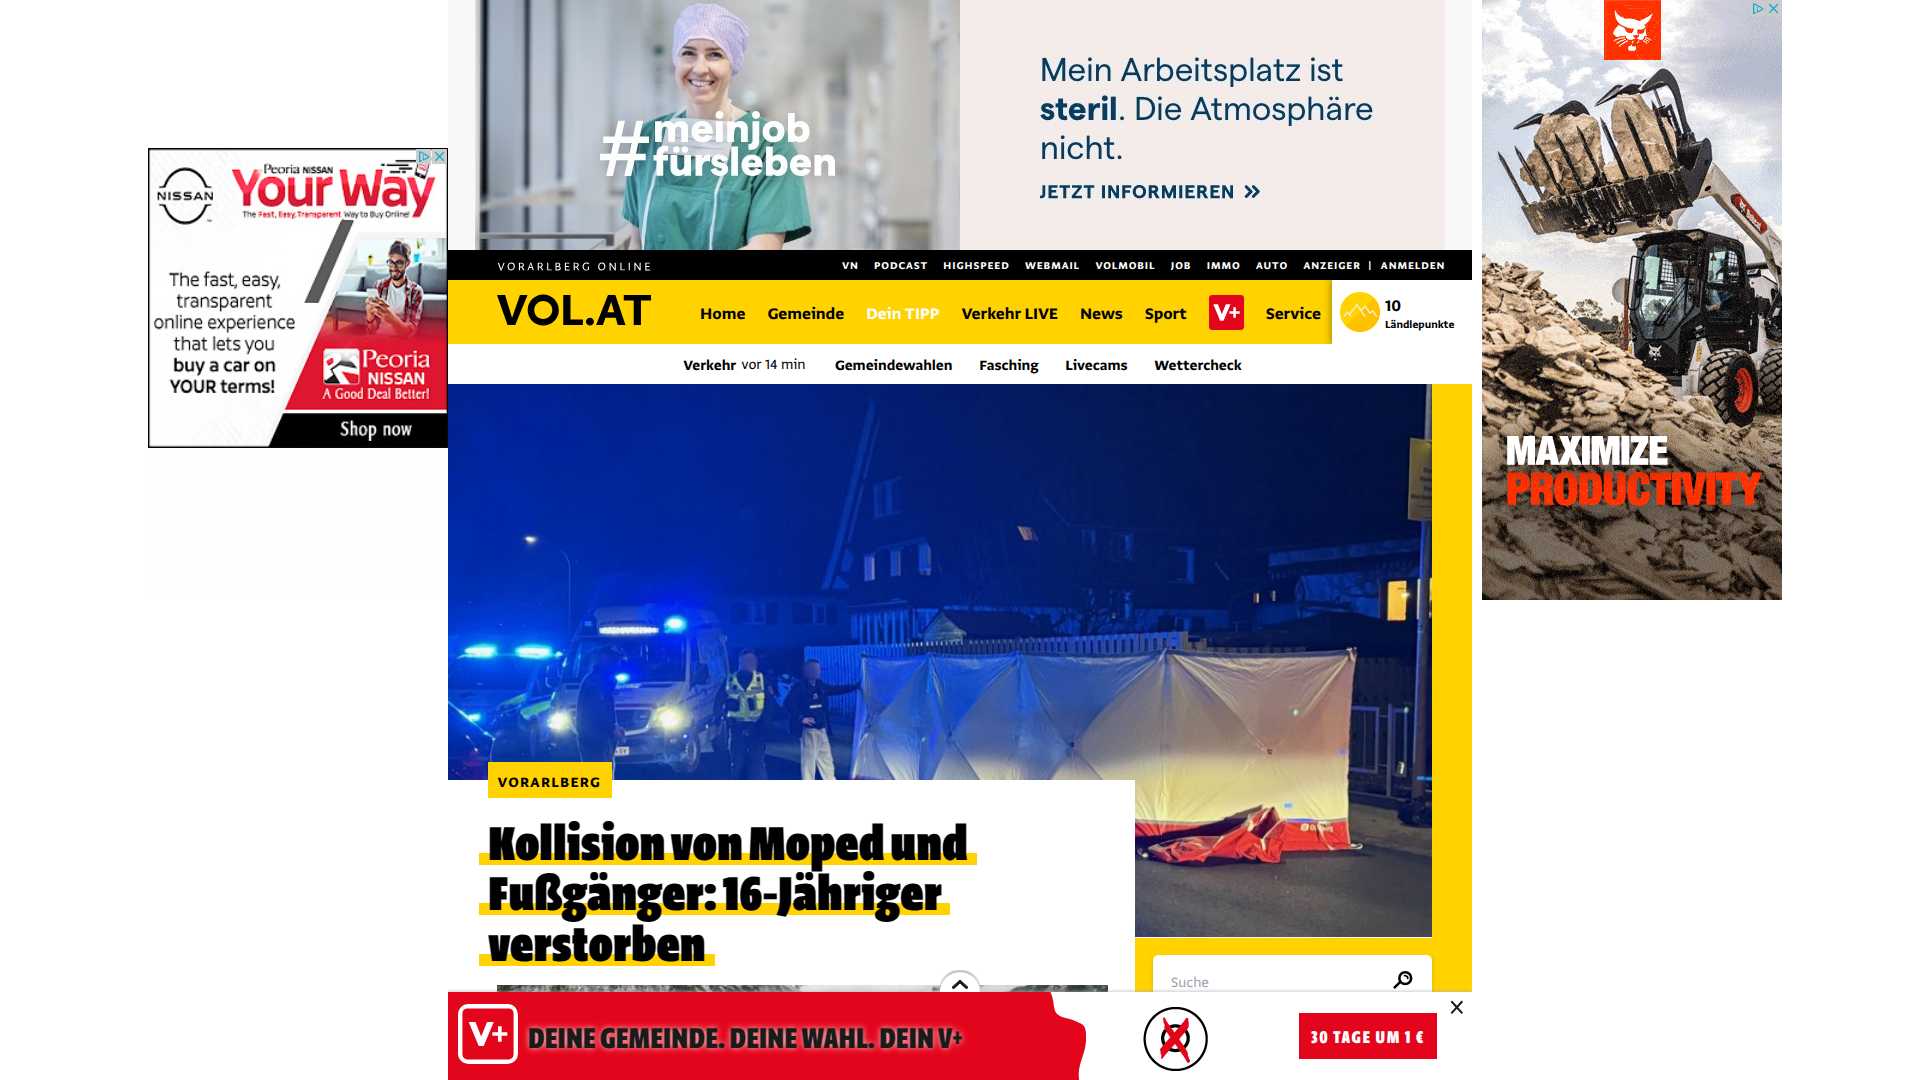 #meinjob
fürsleben
Mein Arbeitsplatz ist
steril. Die Atmosphäre
nicht.
JETZT INFORMIEREN
NISSAN
Peoria NISSAN
Your Way
The Fast, Easy, Transparent Way to Buy Online!
The fast, easy,
transparent
online experience
that lets you
buy a car on
YOUR terms!
Peoria
NISSAN
A Good Deal Better!
Shop now
VORARLBERG ONLINE
VN PODCAST HIGHSPEED WEBMAIL VOLMOBIL JOB IMMO AUTO ANZEIGER | ANMELDEN
VOL.AT
Home Gemeinde Dein TIPP Verkehr LIVE News Sport V+ Service
10
Ländlepunkte
Verkehr vor 14 min Gemeindewahlen Fasching Livecams Wettercheck
Bobcat
MAXIMIZE
PRODUCTIVITY
VORARLBERG
Kollision von Moped und
Fußgänger: 16-Jähriger
verstorben
Suche
V+ DEINE GEMEINDE. DEINE WAHL. DEIN V+
30 TAGE UM 1 €